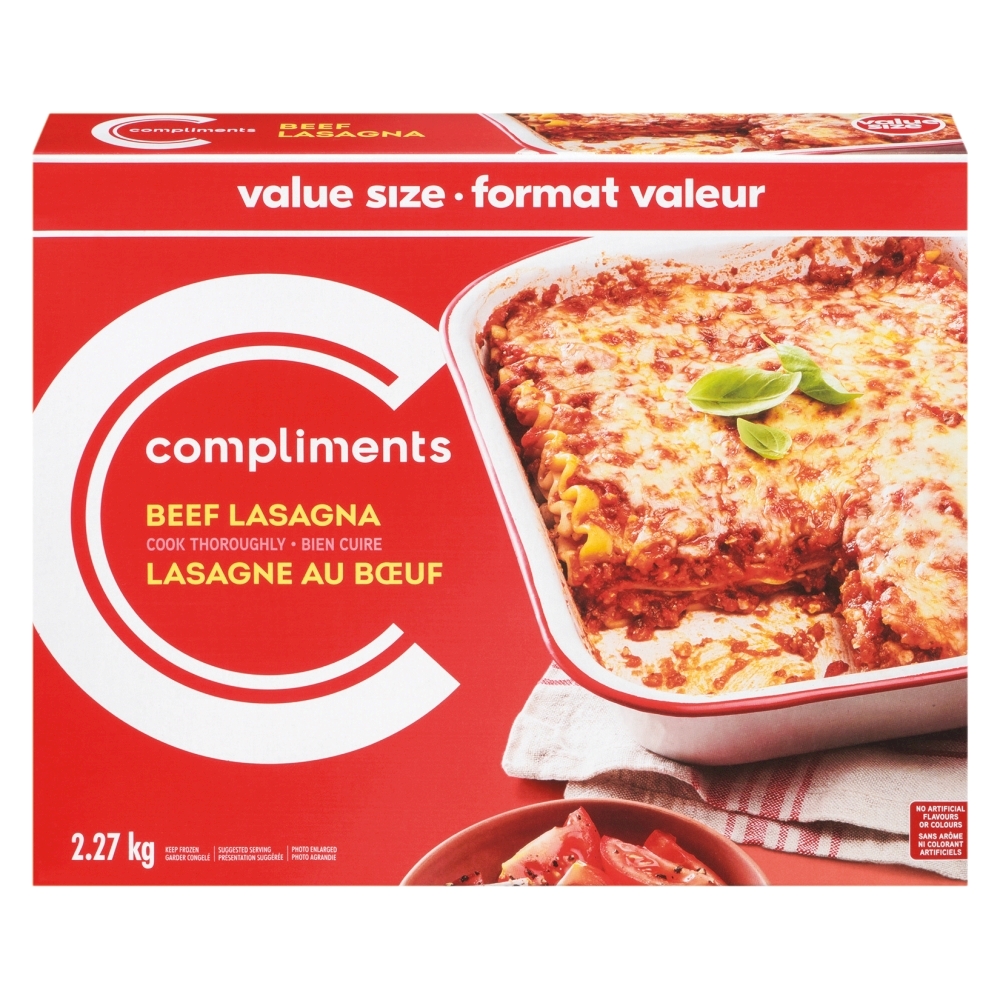 compliments
BEEF
LASAGNA
value
size
value size • format valeur
compliments
BEEF LASAGNA
COOK THOROUGHLY • BIEN CUIRE
LASAGNE AU BŒUF
2.27 kg
KEEP FROZEN
GARDER CONGELÉ
SUGGESTED SERVING
PRÉSENTATION SUGGÉRÉE
PHOTO ENLARGED
PHOTO AGRANDIE
NO ARTIFICIAL
FLAVOURS
OR COLOURS
SANS ARÔME
NI COLORANT
ARTIFICIELS